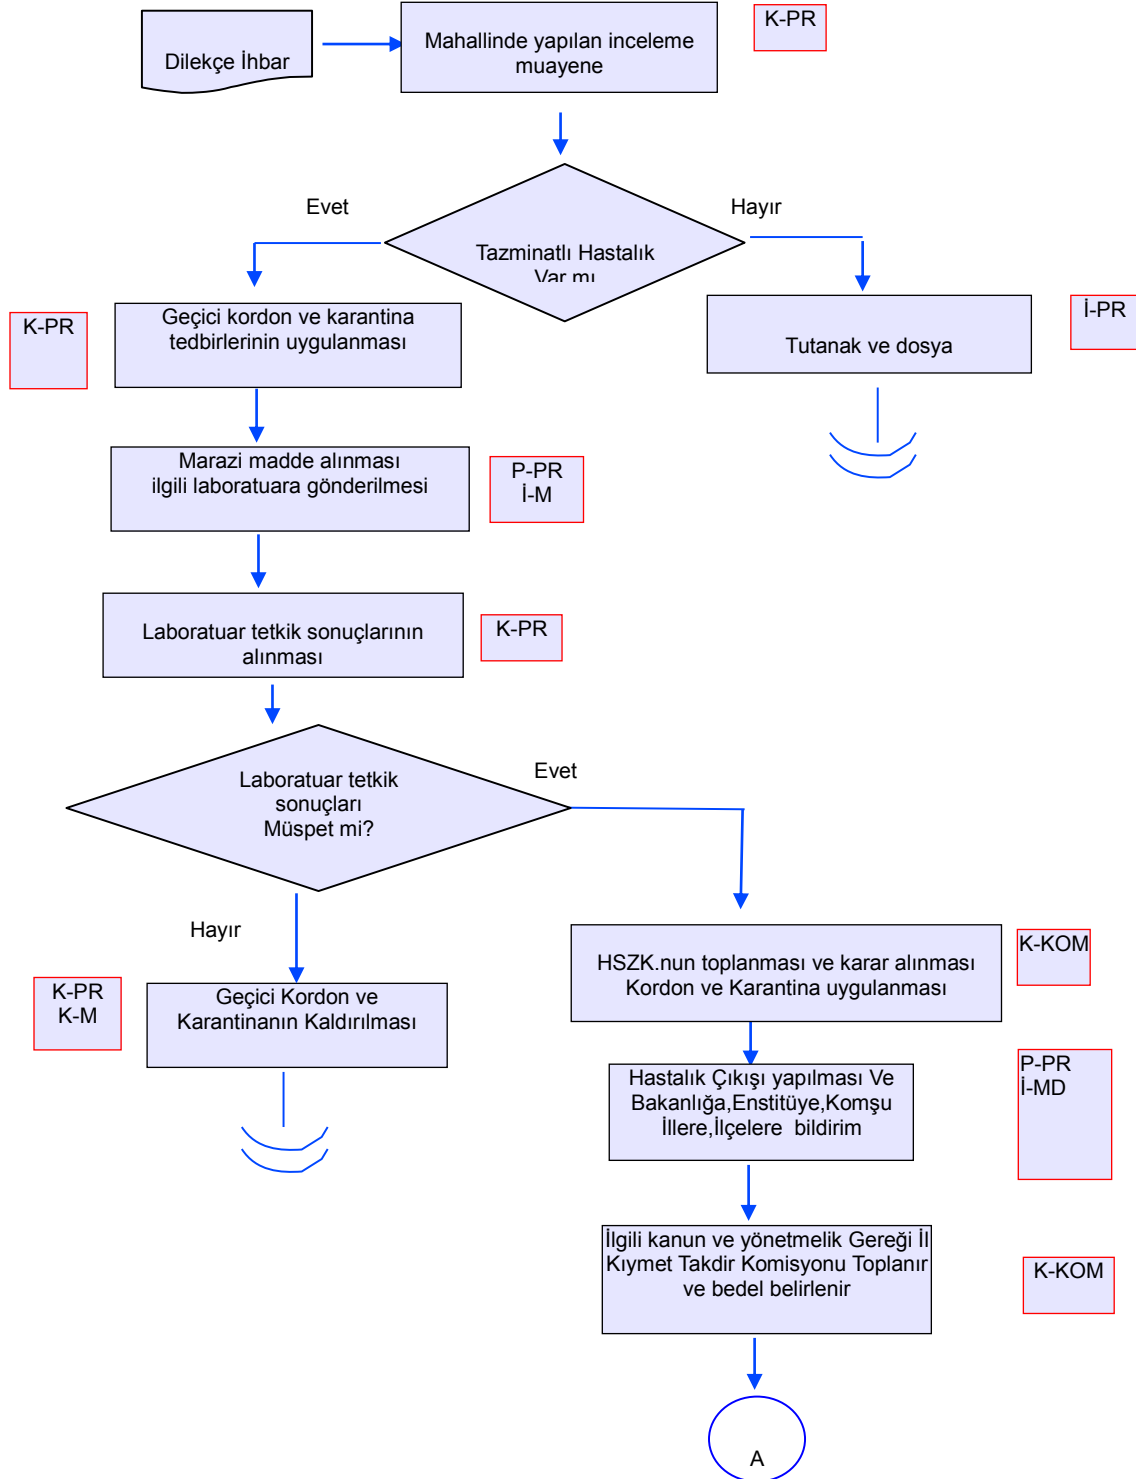 K-PR
Dilekçe İhbar
Mahallinde yapılan inceleme
muayene
Evet
Hayır
Tazminatlı Hastalık
Var mı
K-PR
Geçici kordon ve karantina
tedbirlerinin uygulanması
Tutanak ve dosya
İ-PR
Marazi madde alınması
ilgili laboratuara gönderilmesi
P-PR
İ-M
Laboratuar tetkik sonuçlarının
alınması
K-PR
Laboratuar tetkik
sonuçları
Müspet mi?
Evet
Hayır
K-PR
K-M
Geçici Kordon ve
Karantinanın Kaldırılması
HSZK.nun toplanması ve karar alınması
Kordon ve Karantina uygulanması
K-KOM
Hastalık Çıkışı yapılması Ve
Bakanlığa,Enstitüye,Komşu
İllere,İlçelere bildirim
P-PR
İ-MD
İlgili kanun ve yönetmelik Gereği İl
Kıymet Takdir Komisyonu Toplanır
ve bedel belirlenir
K-KOM
A